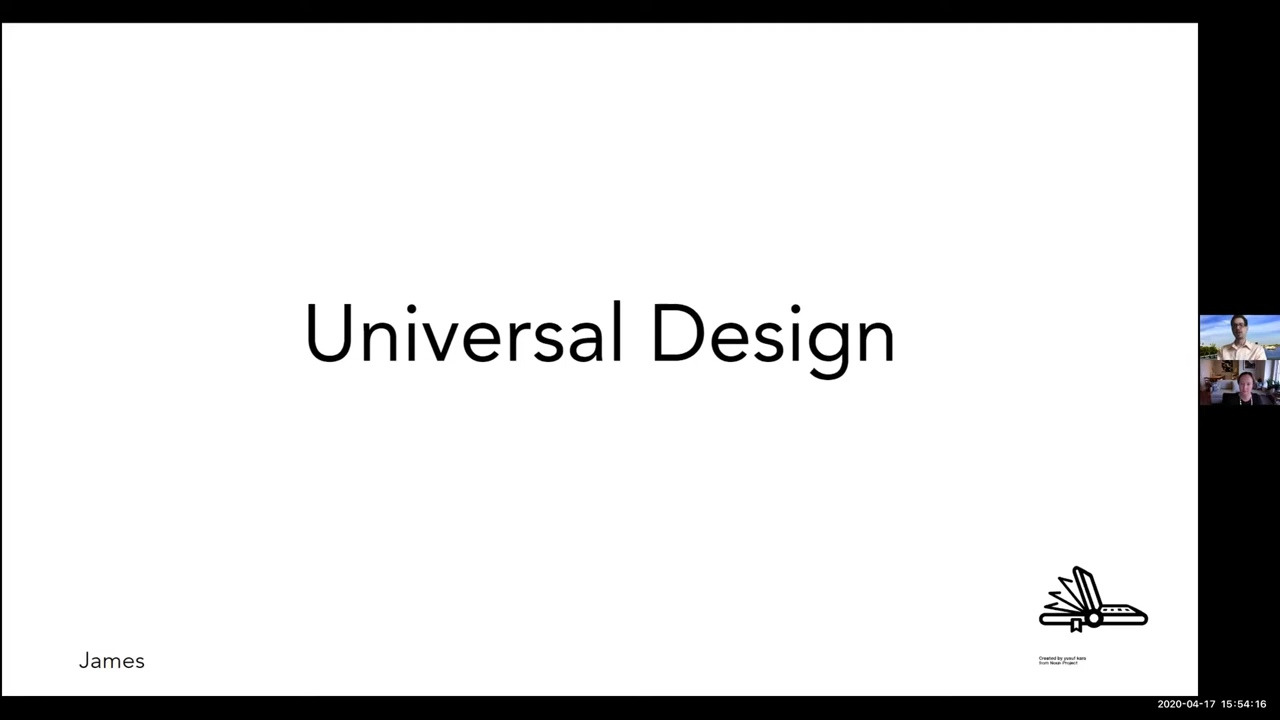 Universal Design
James
Created by yusuf kara
from Noun Project
2020-04-17 15:54:16